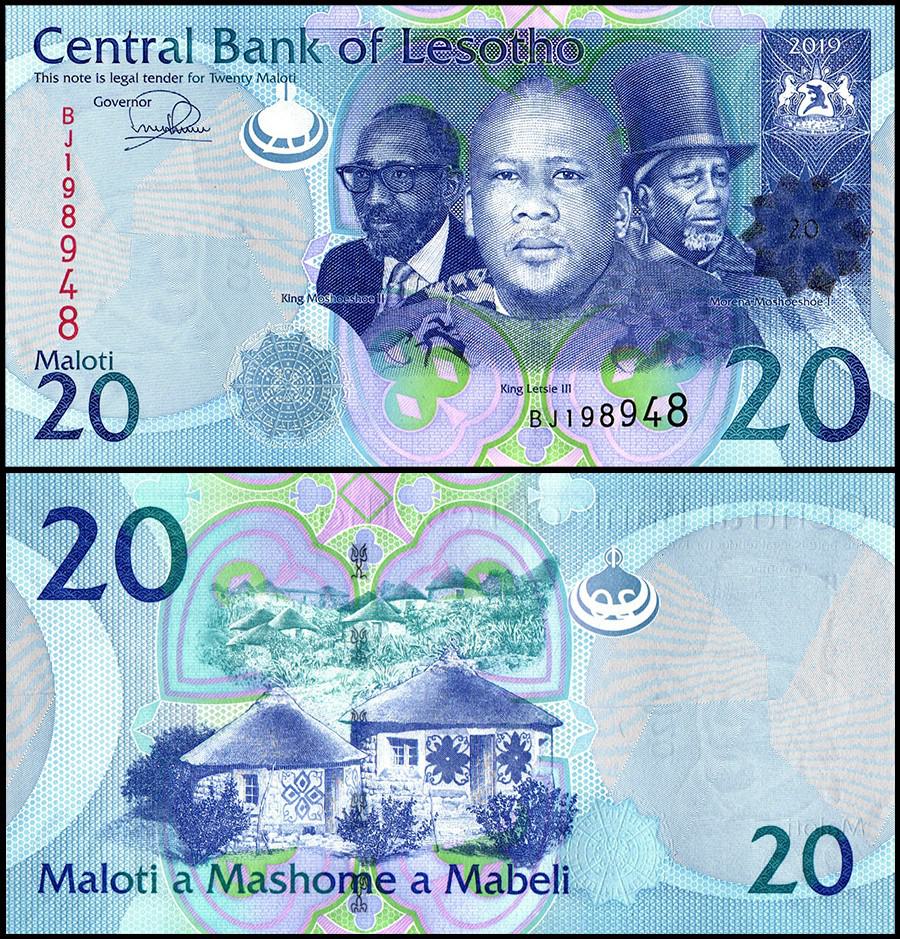 Central Bank of Lesotho
This note is legal tender for Twenty Maloti
Governor
2019
BJ198948
20
King Moshoeshoe II
Morena Moshoeshoe I
Maloti
20
King Letsie III
BJ198948
20
20
20
Maloti a Mashome a Mabeli